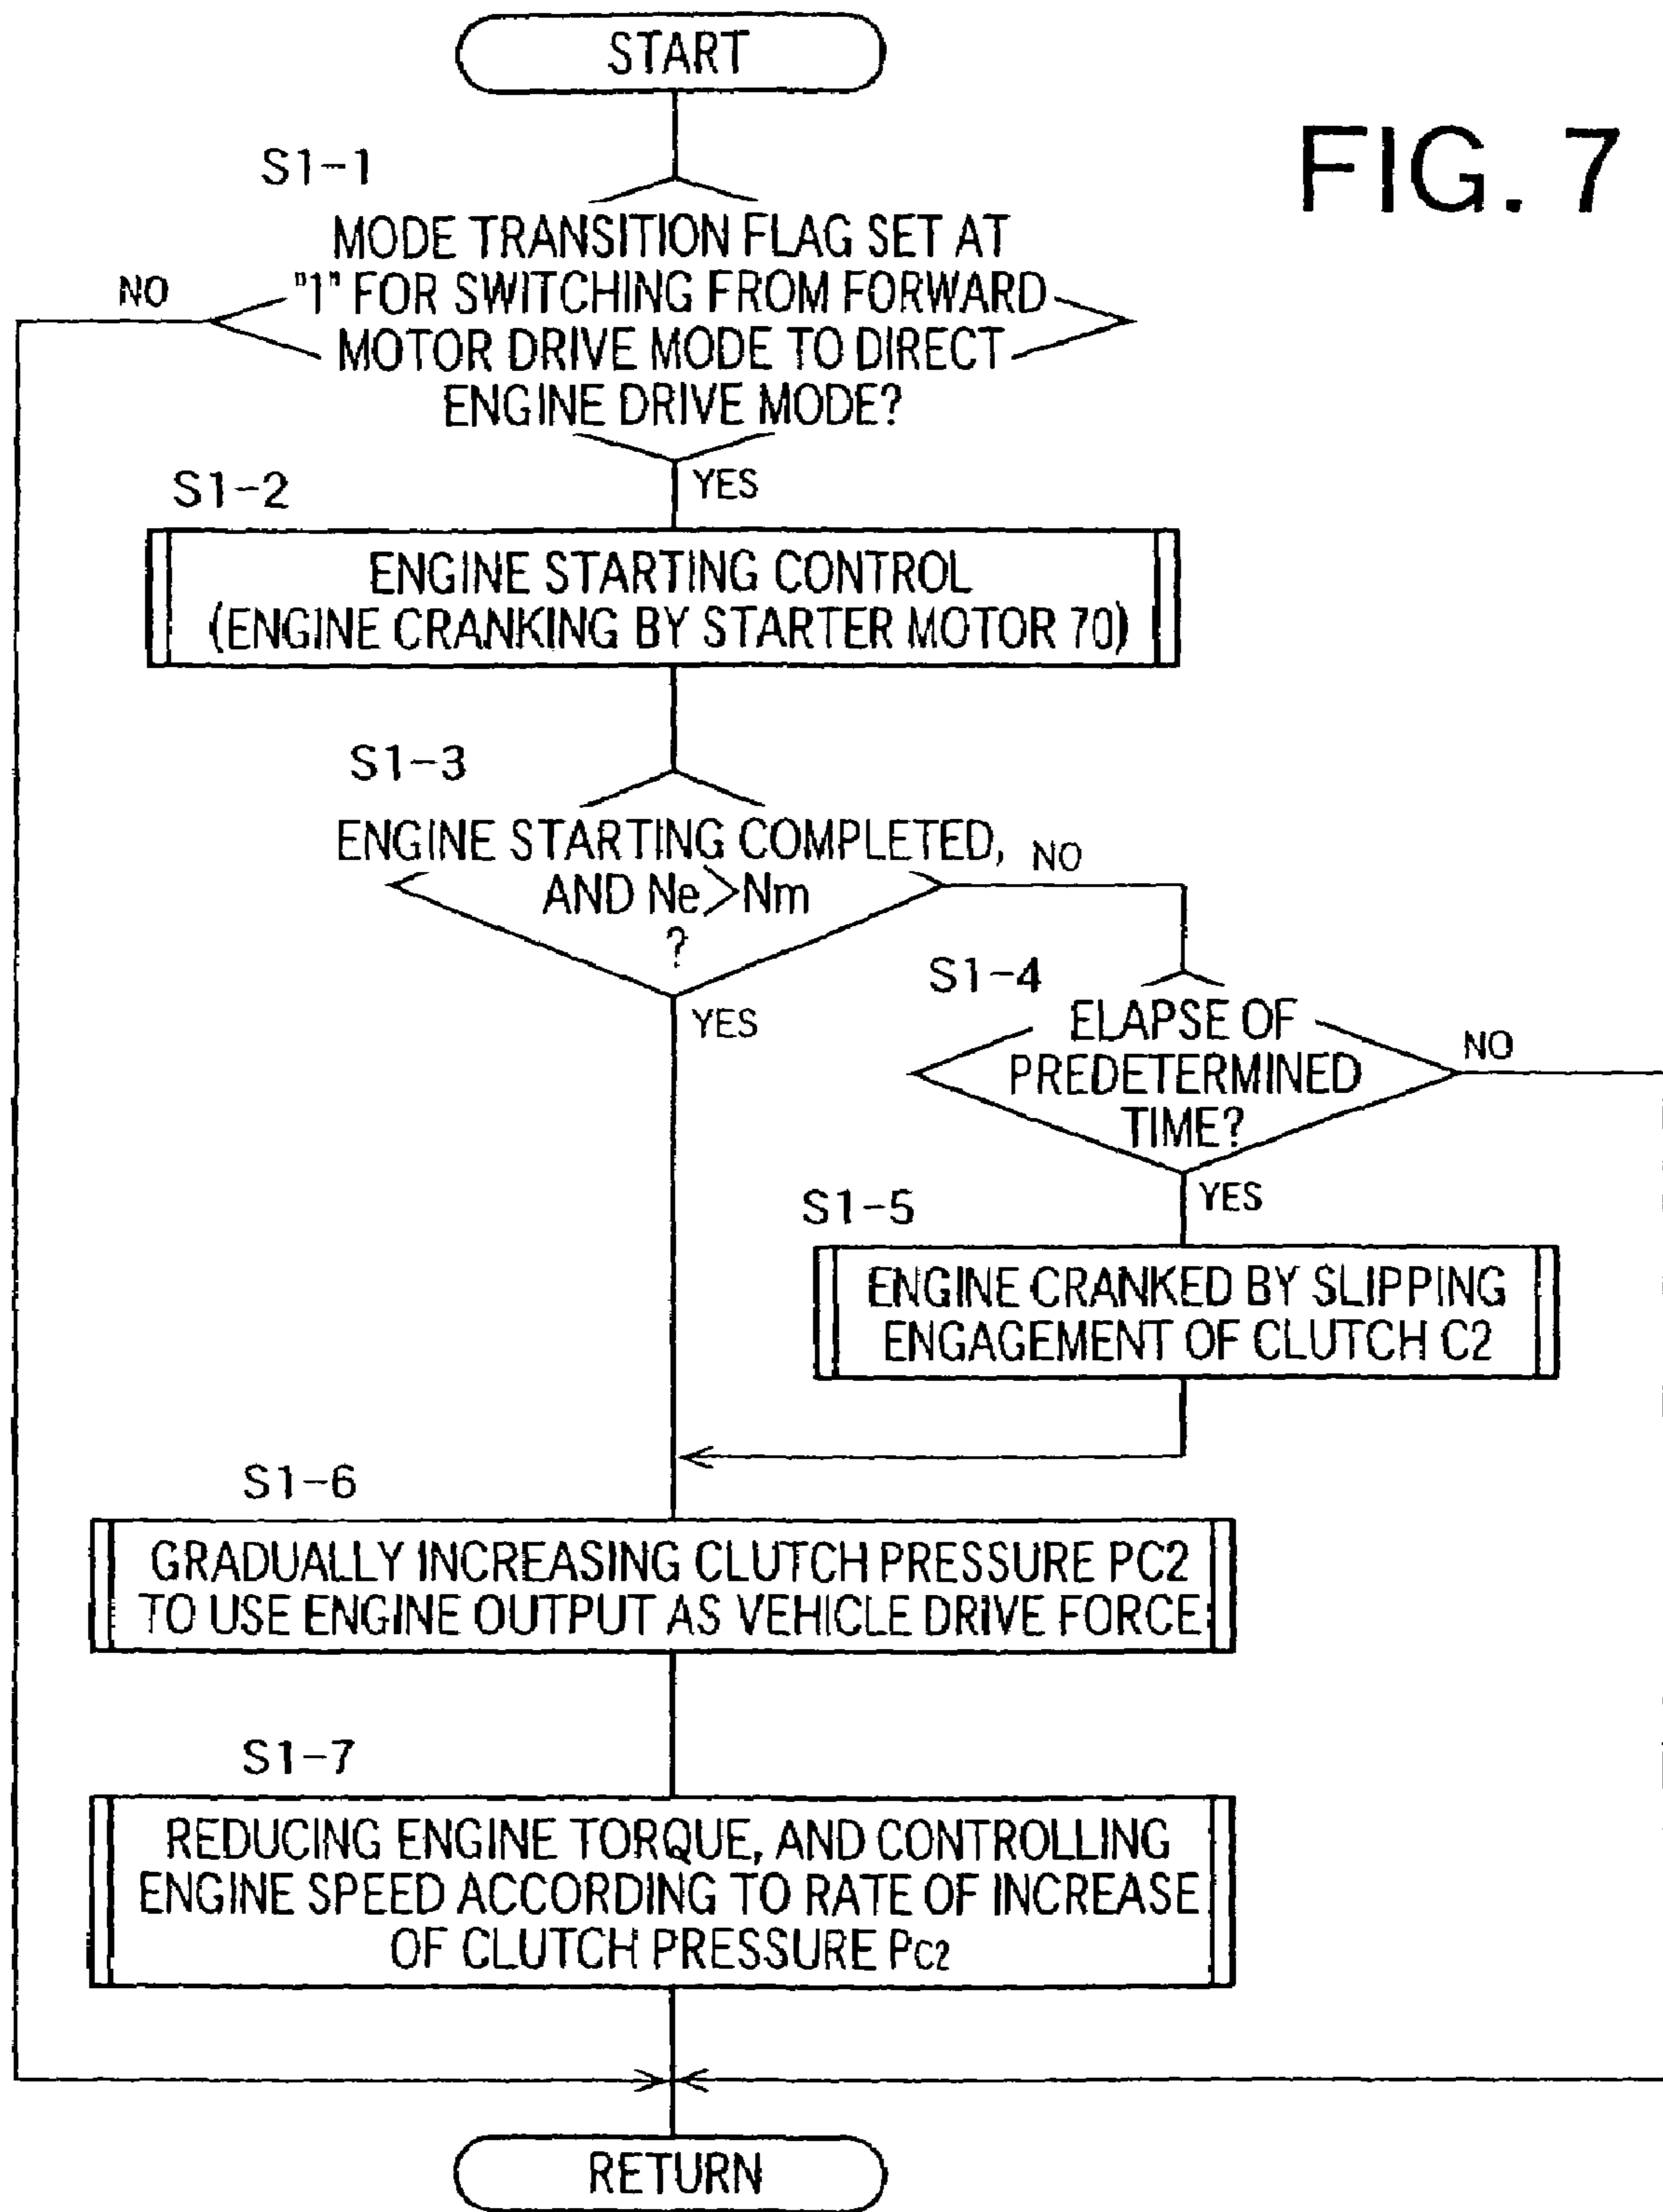 START
FIG. 7
S1-1
MODE TRANSITION FLAG SET AT
"1" FOR SWITCHING FROM FORWARD
MOTOR DRIVE MODE TO DIRECT
ENGINE DRIVE MODE?
NO
YES
S1-2
ENGINE STARTING CONTROL
(ENGINE CRANKING BY STARTER MOTOR 70)
S1-3
ENGINE STARTING COMPLETED,
AND Ne>Nm
?
NO
YES
S1-4
ELAPSE OF
PREDETERMINED
TIME?
NO
YES
S1-5
ENGINE CRANKED BY SLIPPING
ENGAGEMENT OF CLUTCH C2
S1-6
GRADUALLY INCREASING CLUTCH PRESSURE PC2
TO USE ENGINE OUTPUT AS VEHICLE DRIVE FORCE
S1-7
REDUCING ENGINE TORQUE, AND CONTROLLING
ENGINE SPEED ACCORDING TO RATE OF INCREASE
OF CLUTCH PRESSURE Pc2
RETURN